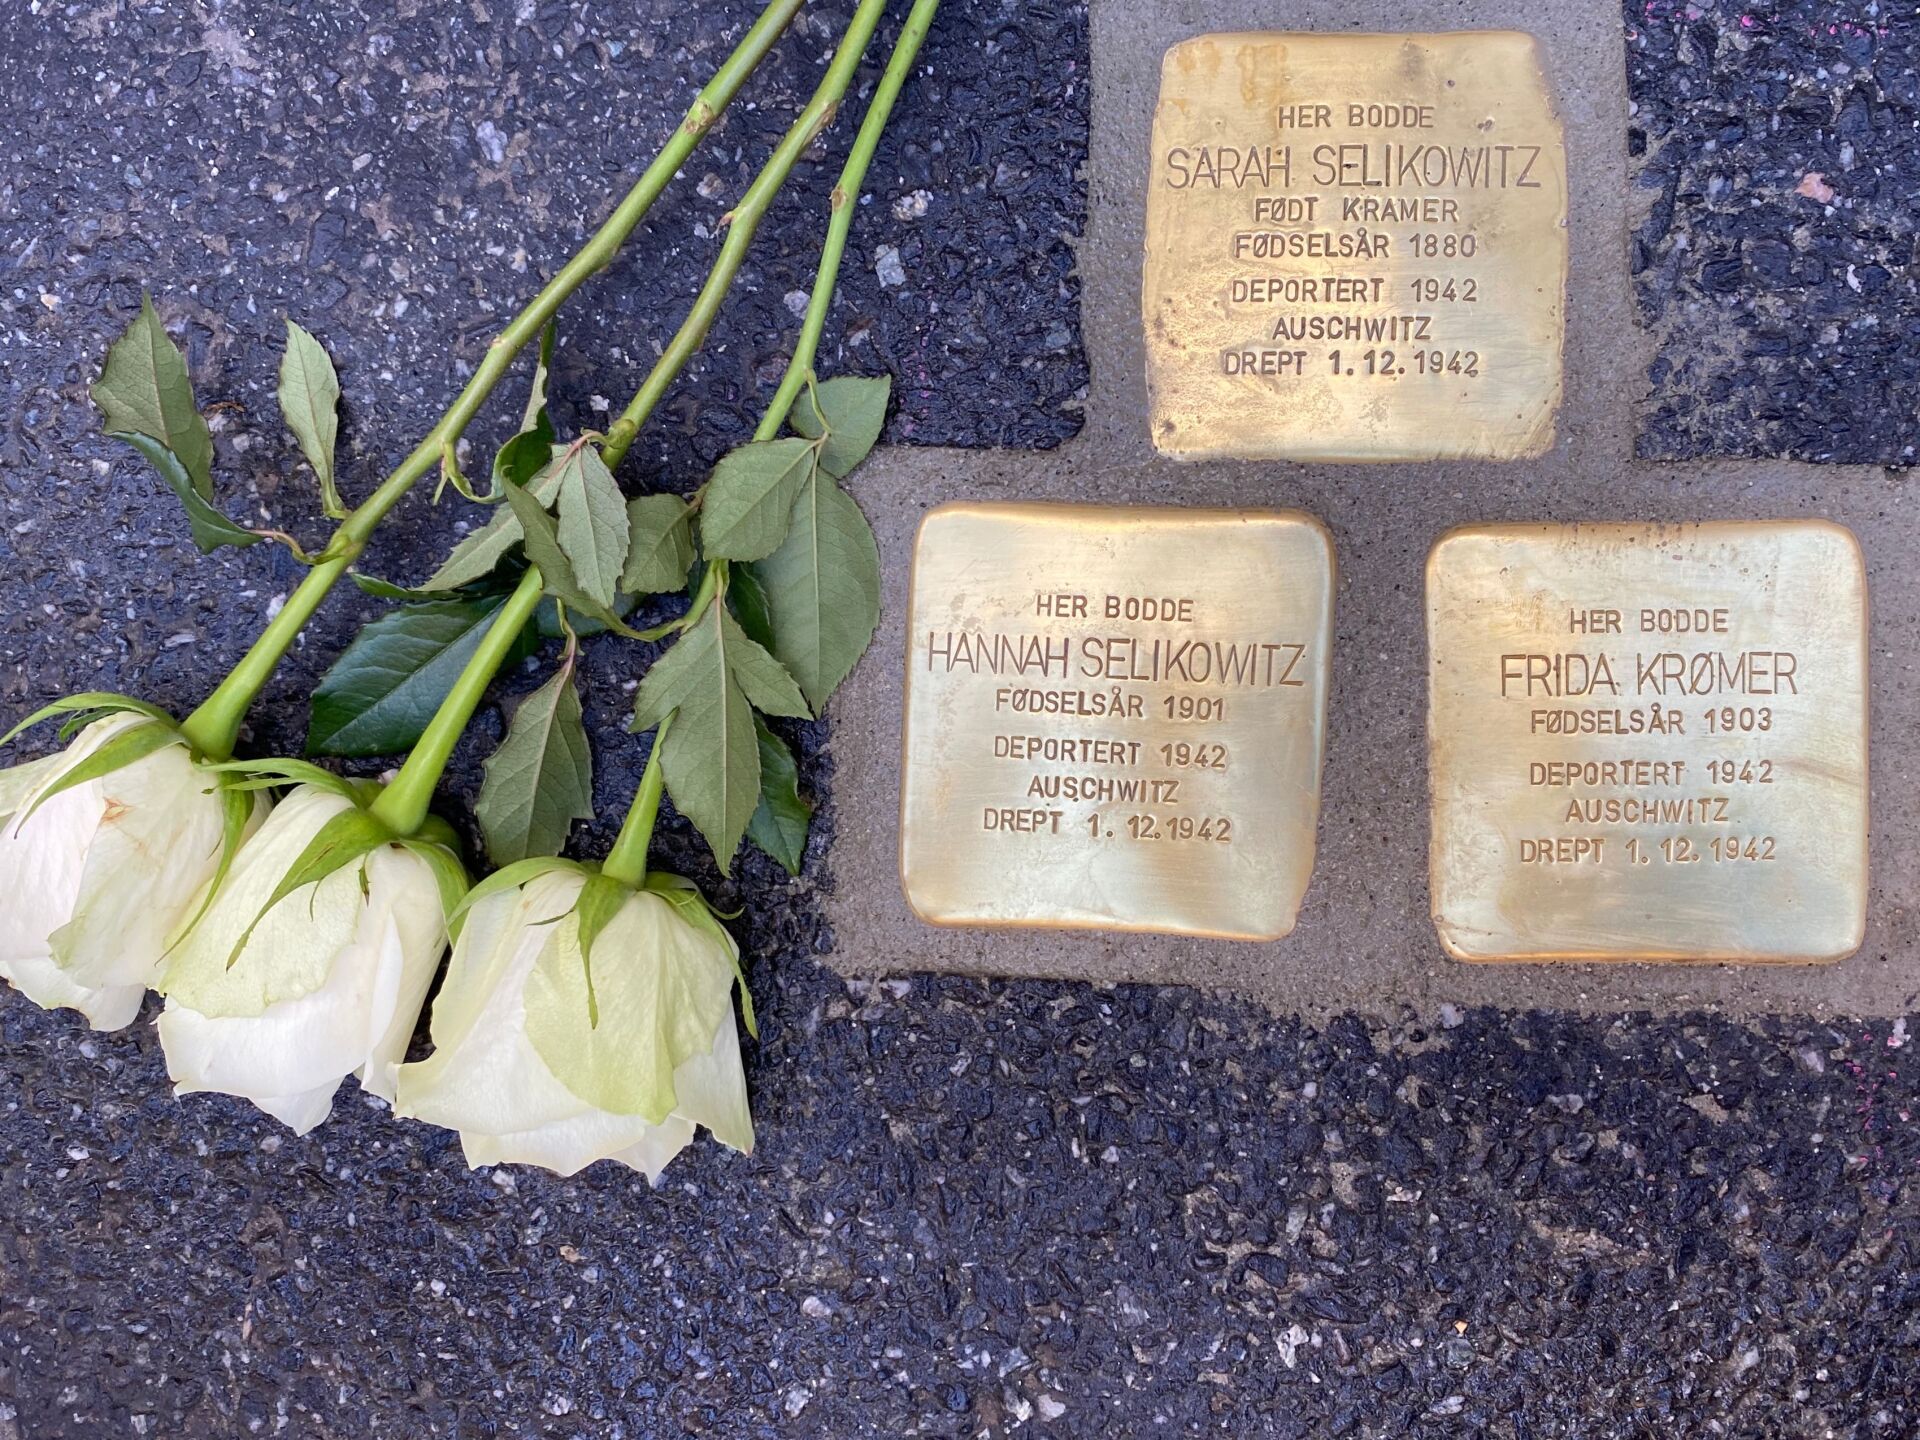 HER BODDE
SARAH SELIKOWITZ
FØDT KRAMER
FØDSELSÅR 1880
DEPORTERT 1942
AUSCHWITZ
DREPT 1.12.1942
HER BODDE
HANNAH SELIKOWITZ
FØDSELSÅR 1901
DEPORTERT 1942
AUSCHWITZ
DREPT 1.12.1942
HER BODDE
FRIDA KRØMER
FØDSELSÅR 1903
DEPORTERT 1942
AUSCHWITZ
DREPT 1.12.1942